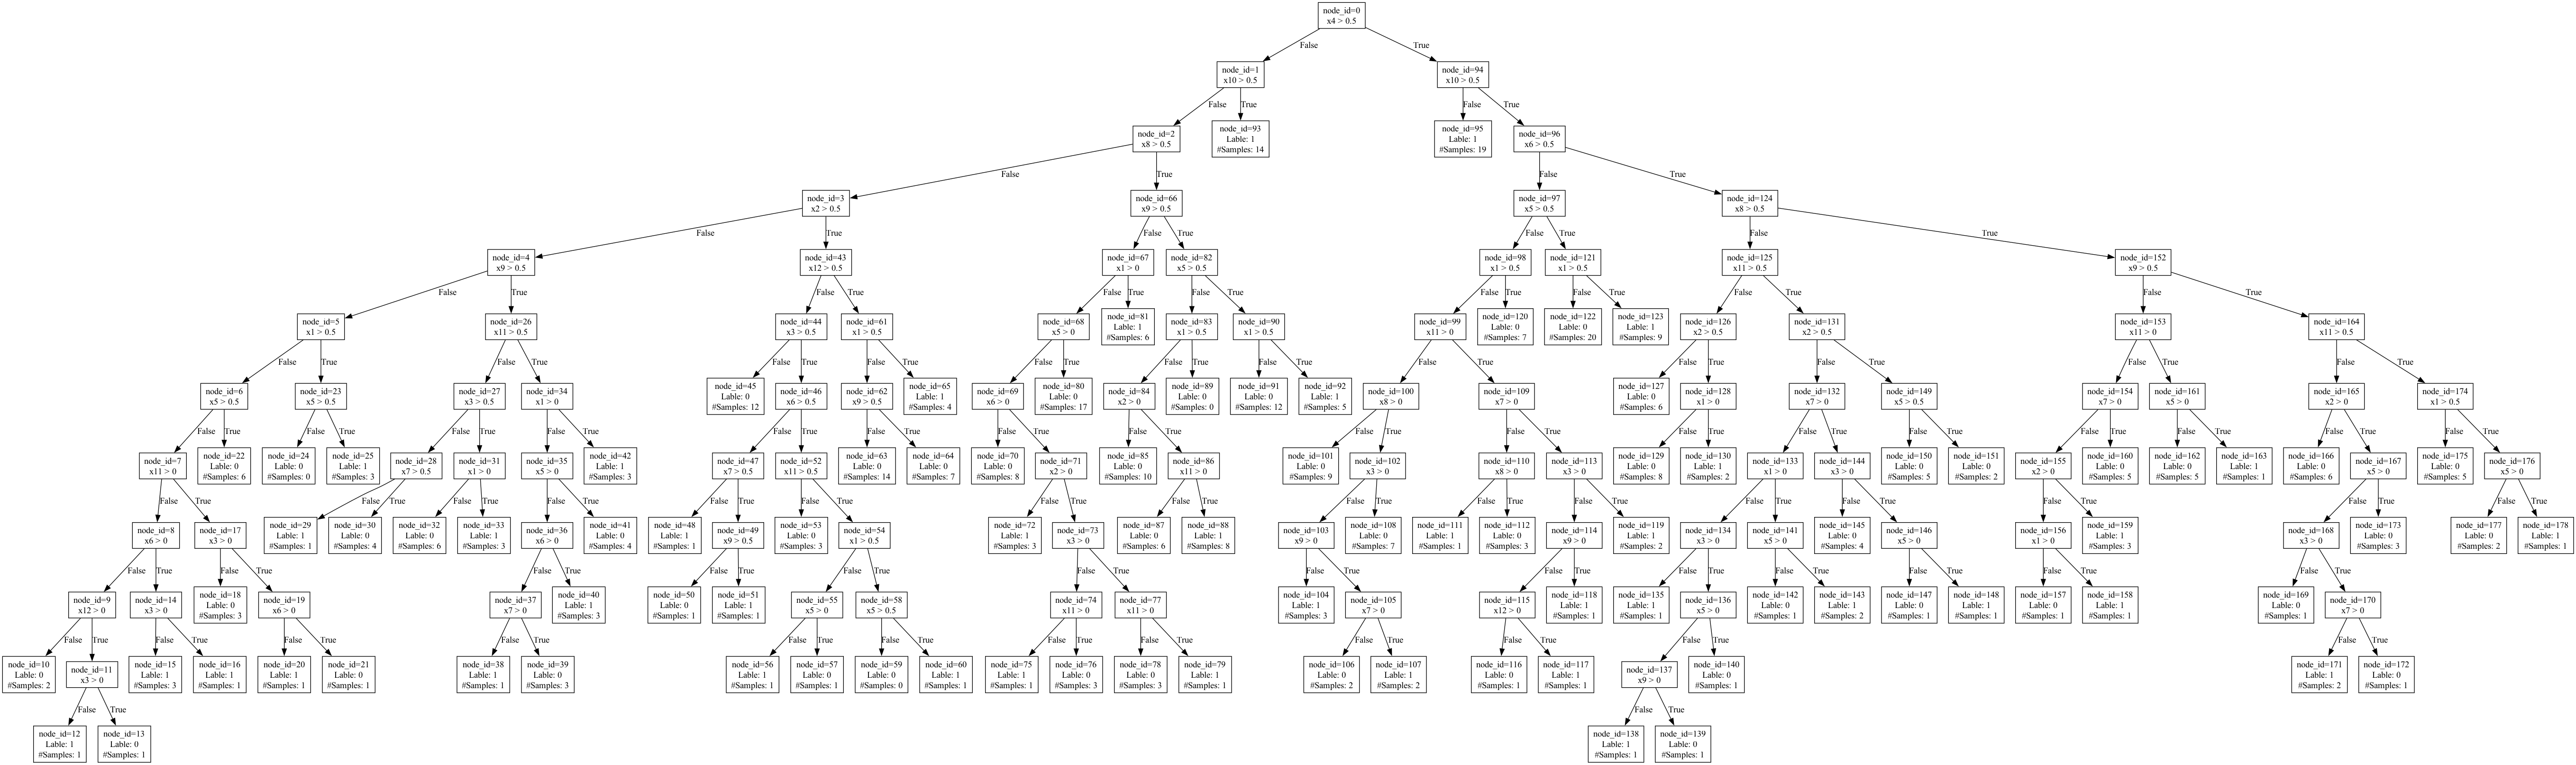 node_id=0
x4 > 0.5
False
True
node_id=1
x10 > 0.5
node_id=94
x10 > 0.5
False
True
False
True
node_id=2
x8 > 0.5
node_id=93
Lable: 1
#Samples: 14
node_id=95
Lable: 1
#Samples: 19
node_id=96
x6 > 0.5
False
True
False
True
node_id=3
x2 > 0.5
node_id=66
x9 > 0.5
node_id=97
x5 > 0.5
node_id=124
x8 > 0.5
False
True
False
True
False
True
False
True
node_id=4
x9 > 0.5
node_id=43
x12 > 0.5
node_id=67
x1 > 0
node_id=82
x5 > 0.5
node_id=98
x1 > 0.5
node_id=121
x1 > 0.5
node_id=125
x11 > 0.5
node_id=152
x9 > 0.5
False
True
False
True
False
True
False
True
False
True
False
True
False
True
False
True
node_id=5
x1 > 0.5
node_id=26
x11 > 0.5
node_id=44
x3 > 0.5
node_id=61
x1 > 0.5
node_id=68
x5 > 0
node_id=81
Lable: 1
#Samples: 6
node_id=83
x1 > 0.5
node_id=90
x1 > 0.5
node_id=99
x11 > 0
node_id=120
Lable: 0
#Samples: 7
node_id=122
Lable: 0
#Samples: 20
node_id=123
Lable: 1
#Samples: 9
node_id=126
x2 > 0.5
node_id=131
x2 > 0.5
node_id=153
x11 > 0
node_id=164
x11 > 0.5
False
True
False
True
False
True
False
True
False
True
False
True
False
True
False
True
False
True
False
True
False
True
False
True
node_id=6
x5 > 0.5
node_id=23
x5 > 0.5
node_id=27
x3 > 0.5
node_id=34
x1 > 0
node_id=45
Lable: 0
#Samples: 12
node_id=46
x6 > 0.5
node_id=62
x9 > 0.5
node_id=65
Lable: 1
#Samples: 4
node_id=69
x6 > 0
node_id=80
Lable: 0
#Samples: 17
node_id=84
x2 > 0
node_id=89
Lable: 0
#Samples: 0
node_id=91
Lable: 0
#Samples: 12
node_id=92
Lable: 1
#Samples: 5
node_id=100
x8 > 0
node_id=109
x7 > 0
node_id=127
Lable: 0
#Samples: 6
node_id=128
x1 > 0
node_id=132
x7 > 0
node_id=149
x5 > 0.5
node_id=154
x7 > 0
node_id=161
x5 > 0
node_id=165
x2 > 0
node_id=174
x1 > 0.5
False
True
False
True
False
True
False
True
False
True
False
True
False
True
False
True
False
True
False
True
False
True
False
True
False
True
False
True
False
True
False
True
False
True
node_id=7
x11 > 0
node_id=22
Lable: 0
#Samples: 6
node_id=24
Lable: 0
#Samples: 0
node_id=25
Lable: 1
#Samples: 3
node_id=28
x7 > 0.5
node_id=31
x1 > 0
node_id=35
x5 > 0
node_id=42
Lable: 1
#Samples: 3
node_id=47
x7 > 0.5
node_id=52
x11 > 0.5
node_id=63
Lable: 0
#Samples: 14
node_id=64
Lable: 0
#Samples: 7
node_id=70
Lable: 0
#Samples: 8
node_id=71
x2 > 0
node_id=85
Lable: 0
#Samples: 10
node_id=86
x11 > 0
node_id=101
Lable: 0
#Samples: 9
node_id=102
x3 > 0
node_id=110
x8 > 0
node_id=113
x3 > 0
node_id=129
Lable: 0
#Samples: 8
node_id=130
Lable: 1
#Samples: 2
node_id=133
x1 > 0
node_id=144
x3 > 0
node_id=150
Lable: 0
#Samples: 5
node_id=151
Lable: 0
#Samples: 2
node_id=155
x2 > 0
node_id=160
Lable: 0
#Samples: 5
node_id=162
Lable: 0
#Samples: 5
node_id=163
Lable: 1
#Samples: 1
node_id=166
Lable: 0
#Samples: 6
node_id=167
x5 > 0
node_id=175
Lable: 0
#Samples: 5
node_id=176
x5 > 0
False
True
False
True
False
True
False
True
False
True
False
True
False
True
False
True
False
True
False
True
False
True
False
True
False
True
False
True
False
True
False
True
node_id=8
x6 > 0
node_id=17
x3 > 0
node_id=29
Lable: 1
#Samples: 1
node_id=30
Lable: 0
#Samples: 4
node_id=32
Lable: 0
#Samples: 6
node_id=33
Lable: 1
#Samples: 3
node_id=36
x6 > 0
node_id=41
Lable: 0
#Samples: 4
node_id=48
Lable: 1
#Samples: 1
node_id=49
x9 > 0.5
node_id=53
Lable: 0
#Samples: 3
node_id=54
x1 > 0.5
node_id=72
Lable: 1
#Samples: 3
node_id=73
x3 > 0
node_id=87
Lable: 0
#Samples: 6
node_id=88
Lable: 1
#Samples: 8
node_id=103
x9 > 0
node_id=108
Lable: 0
#Samples: 7
node_id=111
Lable: 1
#Samples: 1
node_id=112
Lable: 0
#Samples: 3
node_id=114
x9 > 0
node_id=119
Lable: 1
#Samples: 2
node_id=134
x3 > 0
node_id=141
x5 > 0
node_id=145
Lable: 0
#Samples: 4
node_id=146
x5 > 0
node_id=156
x1 > 0
node_id=159
Lable: 1
#Samples: 3
node_id=168
x3 > 0
node_id=173
Lable: 0
#Samples: 3
node_id=177
Lable: 0
#Samples: 2
node_id=178
Lable: 1
#Samples: 1
False
True
False
True
False
True
False
True
False
True
False
True
False
True
False
True
False
True
False
True
False
True
False
True
False
True
node_id=9
x12 > 0
node_id=14
x3 > 0
node_id=18
Lable: 0
#Samples: 3
node_id=19
x6 > 0
node_id=37
x7 > 0
node_id=40
Lable: 1
#Samples: 3
node_id=50
Lable: 0
#Samples: 1
node_id=51
Lable: 1
#Samples: 1
node_id=55
x5 > 0
node_id=58
x5 > 0.5
node_id=74
x11 > 0
node_id=77
x11 > 0
node_id=104
Lable: 1
#Samples: 3
node_id=105
x7 > 0
node_id=115
x12 > 0
node_id=118
Lable: 1
#Samples: 1
node_id=135
Lable: 1
#Samples: 1
node_id=136
x5 > 0
node_id=142
Lable: 0
#Samples: 1
node_id=143
Lable: 1
#Samples: 2
node_id=147
Lable: 0
#Samples: 1
node_id=148
Lable: 1
#Samples: 1
node_id=157
Lable: 0
#Samples: 1
node_id=158
Lable: 1
#Samples: 1
node_id=169
Lable: 0
#Samples: 1
node_id=170
x7 > 0
False
True
False
True
False
True
False
True
False
True
False
True
False
True
False
True
False
True
False
True
False
True
False
True
node_id=10
Lable: 0
#Samples: 2
node_id=11
x3 > 0
node_id=15
Lable: 1
#Samples: 3
node_id=16
Lable: 1
#Samples: 1
node_id=20
Lable: 1
#Samples: 1
node_id=21
Lable: 0
#Samples: 1
node_id=38
Lable: 1
#Samples: 1
node_id=39
Lable: 0
#Samples: 3
node_id=56
Lable: 1
#Samples: 1
node_id=57
Lable: 0
#Samples: 1
node_id=59
Lable: 0
#Samples: 0
node_id=60
Lable: 1
#Samples: 1
node_id=75
Lable: 1
#Samples: 1
node_id=76
Lable: 0
#Samples: 3
node_id=78
Lable: 0
#Samples: 3
node_id=79
Lable: 1
#Samples: 1
node_id=106
Lable: 0
#Samples: 2
node_id=107
Lable: 1
#Samples: 2
node_id=116
Lable: 0
#Samples: 1
node_id=117
Lable: 1
#Samples: 1
node_id=137
x9 > 0
node_id=140
Lable: 0
#Samples: 1
node_id=171
Lable: 1
#Samples: 2
node_id=172
Lable: 0
#Samples: 1
False
True
False
True
node_id=12
Lable: 1
#Samples: 1
node_id=13
Lable: 0
#Samples: 1
node_id=138
Lable: 1
#Samples: 1
node_id=139
Lable: 0
#Samples: 1